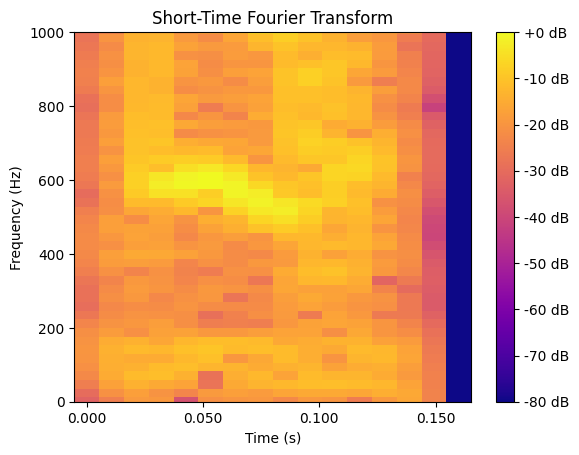 Short-Time Fourier Transform
Frequency (Hz)
1000
800
600
400
200
0
0.000
0.050
0.100
0.150
Time (s)
+0 dB
-10 dB
-20 dB
-30 dB
-40 dB
-50 dB
-60 dB
-70 dB
-80 dB